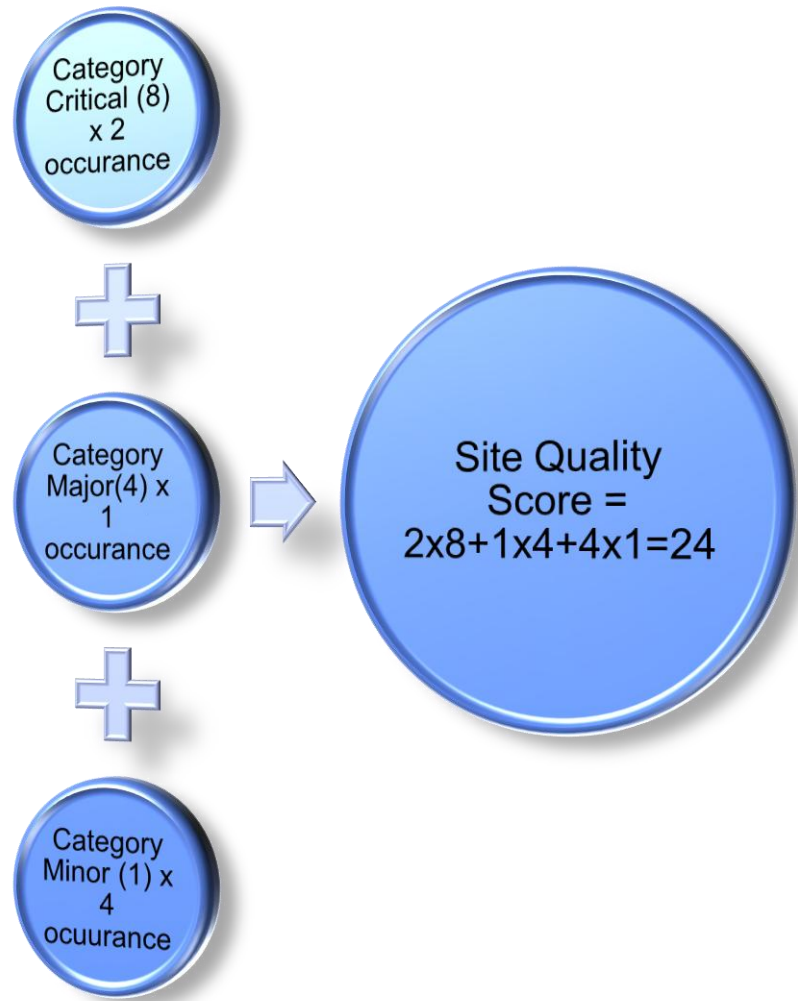 Category
Critical (8)
x 2
occurance
Category
Major(4) x
1
occurance
Site Quality
Score =
2x8+1x4+4x1=24
Category
Minor (1) x
4
ocuurance